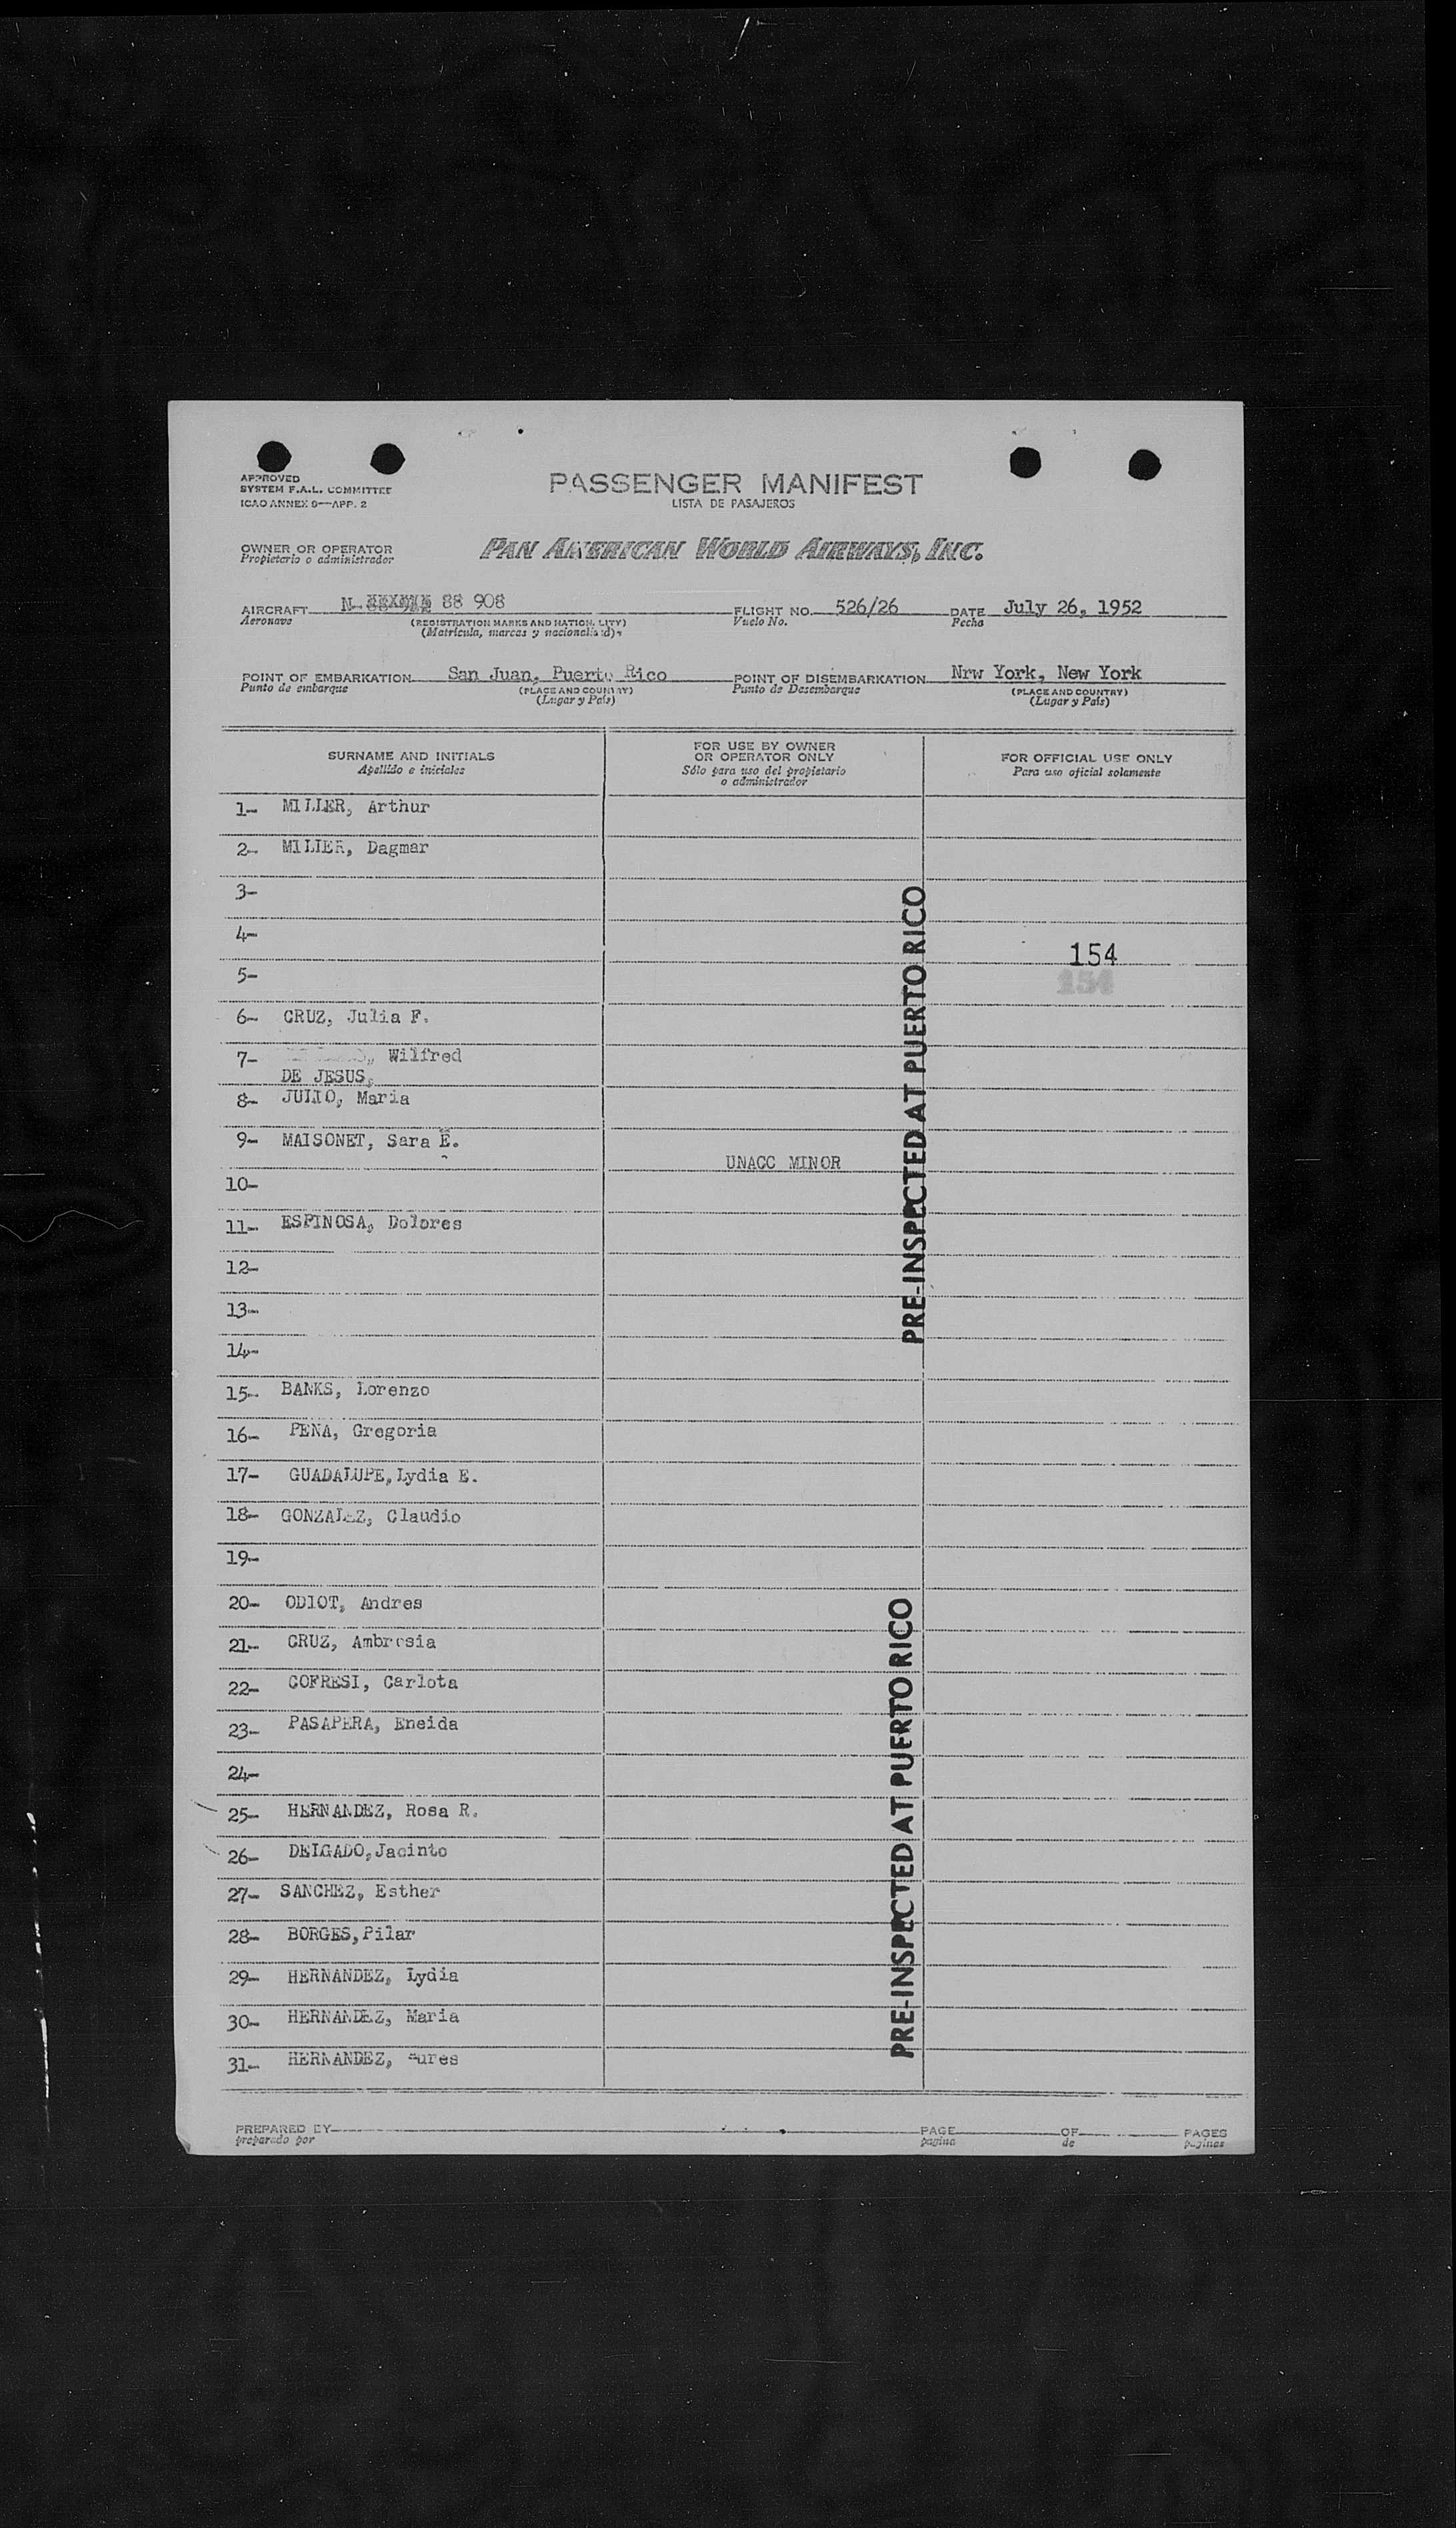 APPROVED
SYSTEM F.A.L. COMMITTEE
ICAO ANNEX 9—APP. 2
PASSENGER MANIFEST
LISTA DE PASAJEROS
OWNER OR OPERATOR
Propietario o administrador
PAN AMERICAN WORLD AIRWAYS, INC.
AIRCRAFT N- 88 908
Aeronave
(REGISTRATION MARKS AND NATIONALITY)
(Matrícula, marcas y nacionalidad)
FLIGHT NO. 526/26
Vuelo No.
DATE July 26, 1952
Fecha
POINT OF EMBARKATION San Juan, Puerto Rico
Punto de embarque
(PLACE AND COUNTRY)
(Lugar y País)
POINT OF DISEMBARKATION Nrw York, New York
Punto de Desembarque
(PLACE AND COUNTRY)
(Lugar y País)
SURNAME AND INITIALS
Apellido e iniciales
FOR USE BY OWNER
OR OPERATOR ONLY
Sólo para uso del propietario
o administrador
FOR OFFICIAL USE ONLY
Para uso oficial solamente
1- MILLER, Arthur
2- MILLER, Dagmar
3-
4-
154
154
5-
6- CRUZ, Julia F.
7- , Wilfred
DE JESUS,
8- JULIO, Maria
9- MAISONET, Sara E.
UNACC MINOR
10-
11- ESPINOSA, Dolores
12-
13-
14-
15- BANKS, Lorenzo
16- PENA, Gregoria
17- GUADALUPE, Lydia E.
18- GONZALEZ, Claudio
19-
20- ODIOT, Andres
21- CRUZ, Ambrosia
22- COFRESI, Carlota
23- PASAPERA, Eneida
24-
25- HERNANDEZ, Rosa R.
26- DELGADO, Jacinto
27- SANCHEZ, Esther
28- BORGES, Pilar
29- HERNANDEZ, Lydia
30- HERNANDEZ, Maria
31- HERNANDEZ,
PRE-INSPECTED AT PUERTO RICO
PRE-INSPECTED AT PUERTO RICO
PREPARED BY
preparado por
PAGE
pagina
OF
de
PAGES
paginas